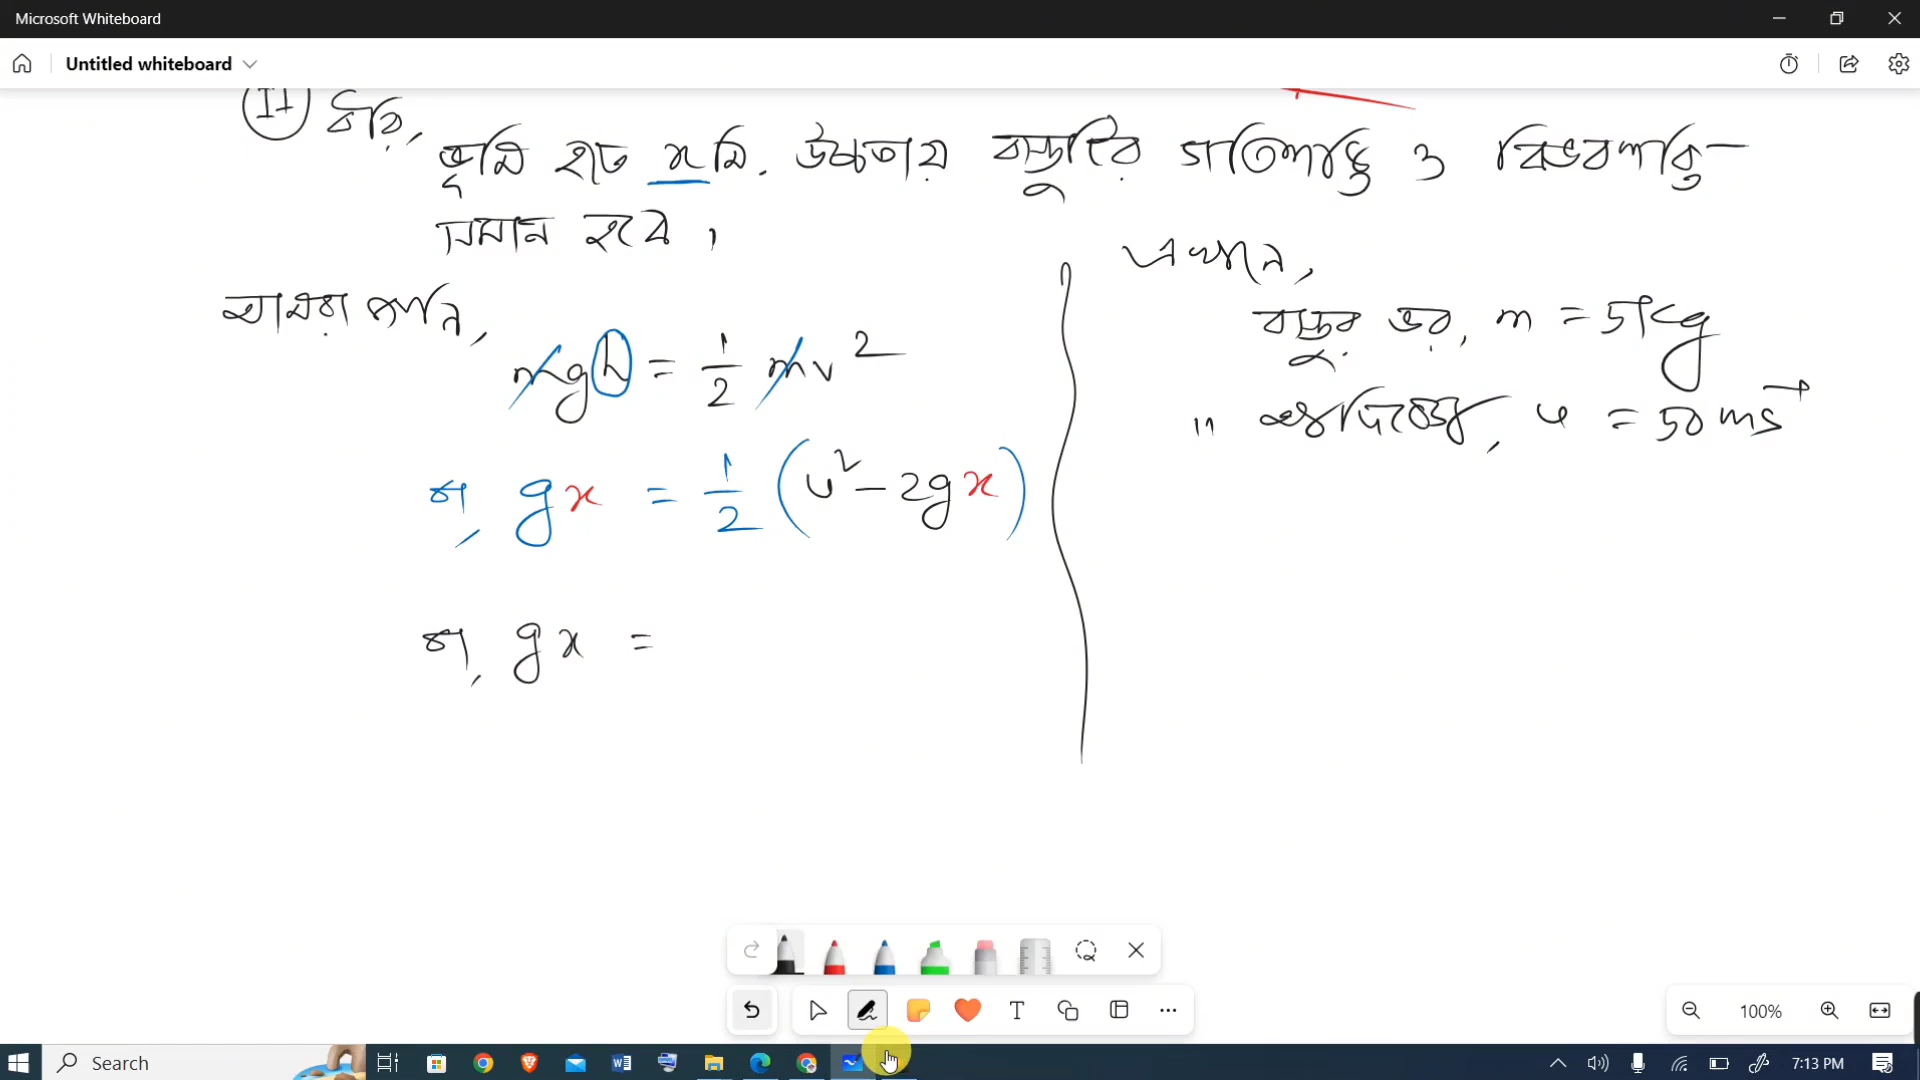 Microsoft Whiteboard
Untitled whiteboard
(II) ধরি,
ভূমি হতে x মি. উচ্চতায় বস্তুটির গতিশক্তি ও বিভবশক্তি
সমান হবে,
আমরা জানি,
mgh = 1/2 mv²
বা, gx = 1/2 (u² - 2gx)
বা, gx =
এখানে,
বস্তুর ভর, m = 5 kg
" আদিবেগ, u = 50 ms⁻¹
100%
Search
7:13 PM